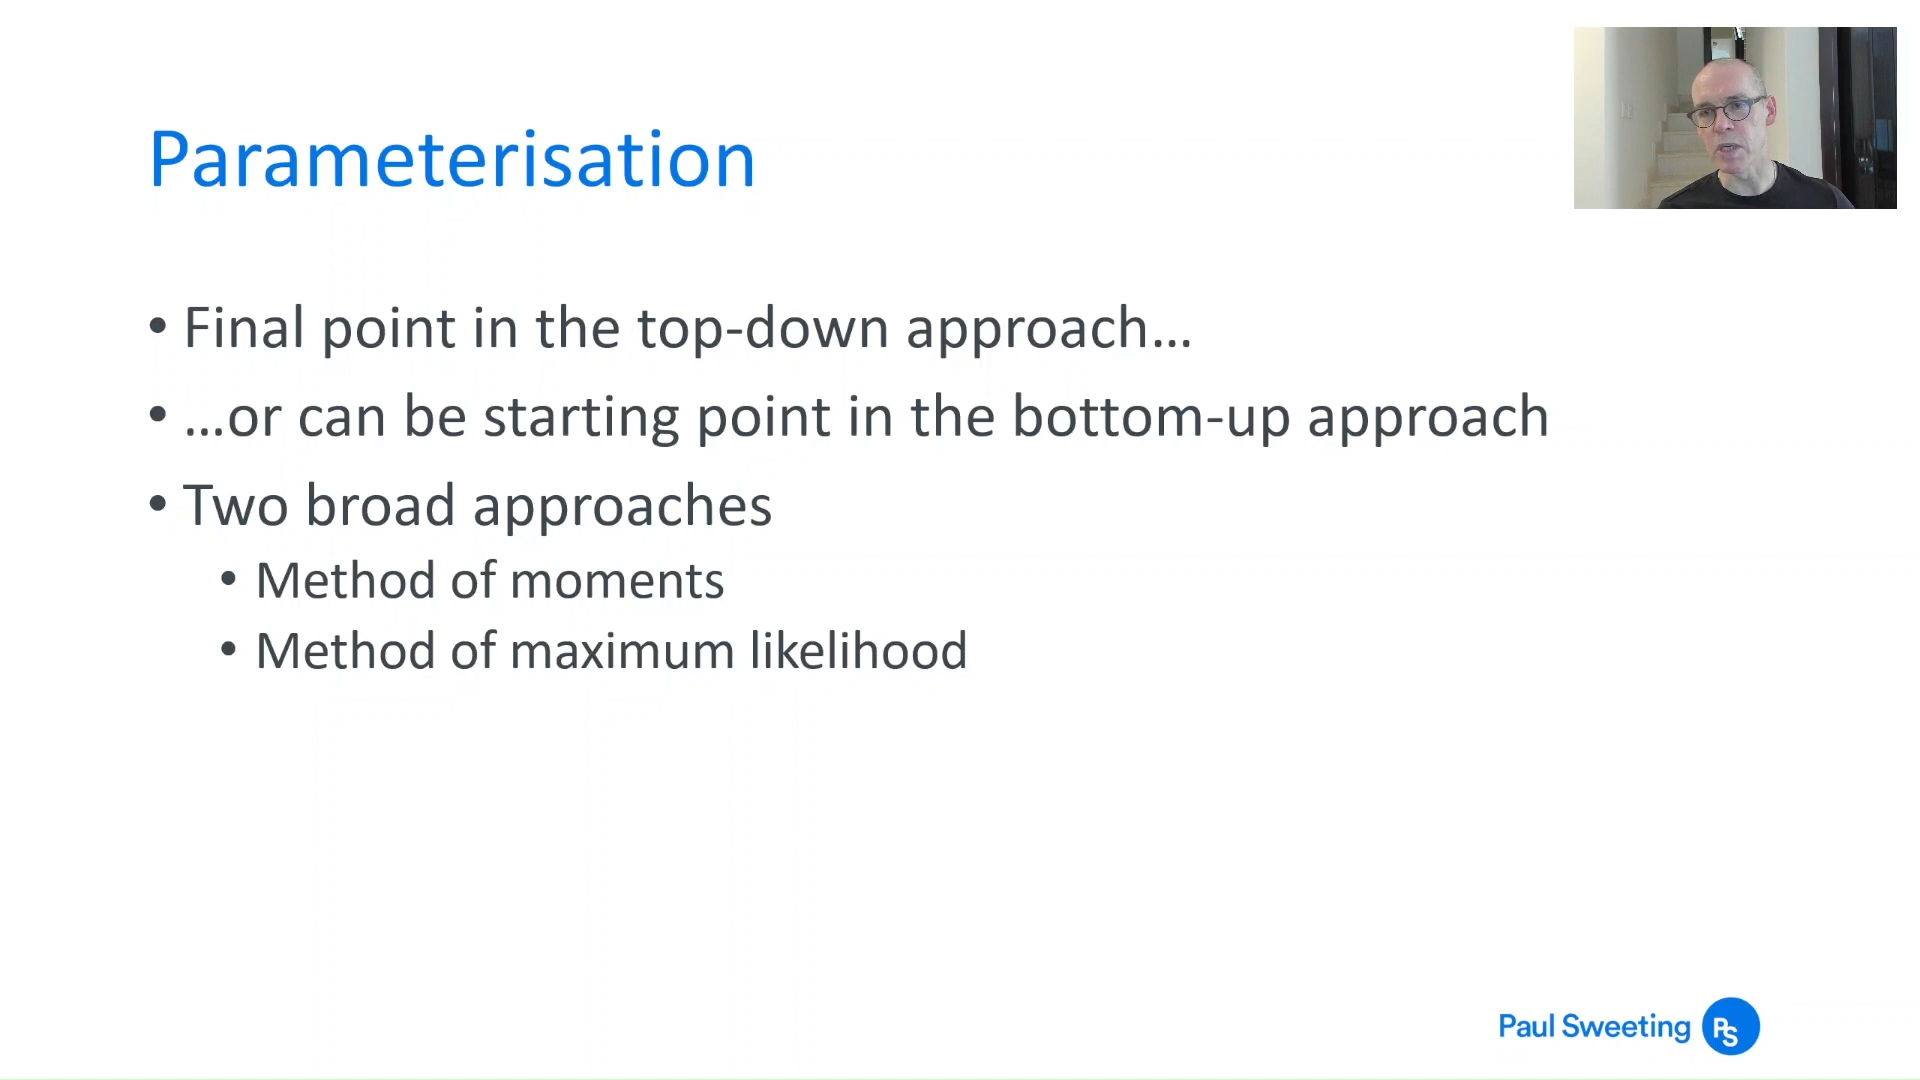 Parameterisation
• Final point in the top-down approach…
• …or can be starting point in the bottom-up approach
• Two broad approaches
• Method of moments
• Method of maximum likelihood
Paul Sweeting PS